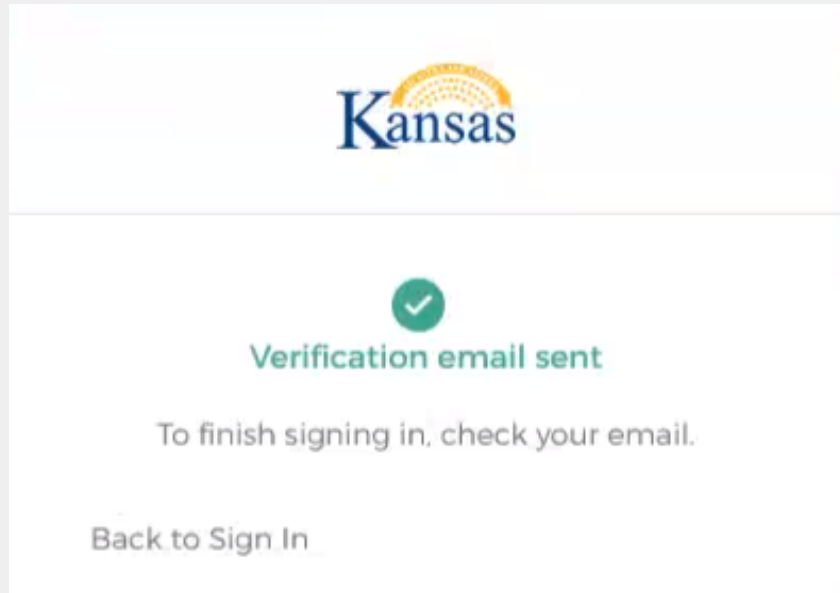 Kansas
Verification email sent
To finish signing in, check your email.
Back to Sign In